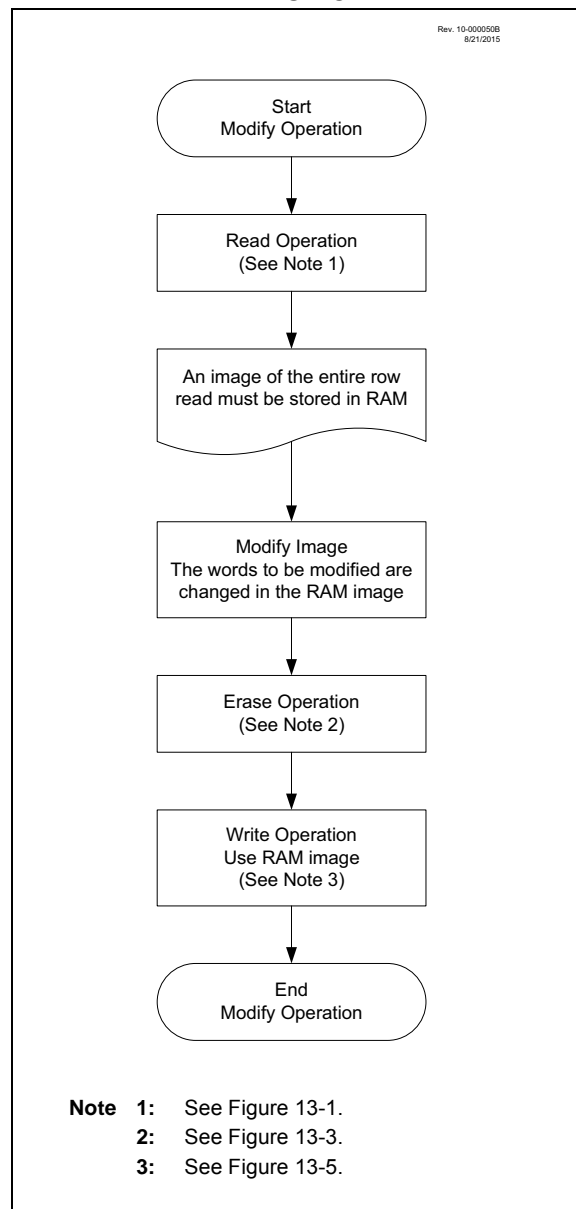 Rev. 10-000050B
8/21/2015
Start
Modify Operation
Read Operation
(See Note 1)
An image of the entire row
read must be stored in RAM
Modify Image
The words to be modified are
changed in the RAM image
Erase Operation
(See Note 2)
Write Operation
Use RAM image
(See Note 3)
End
Modify Operation
Note 1: See Figure 13-1.
2: See Figure 13-3.
3: See Figure 13-5.